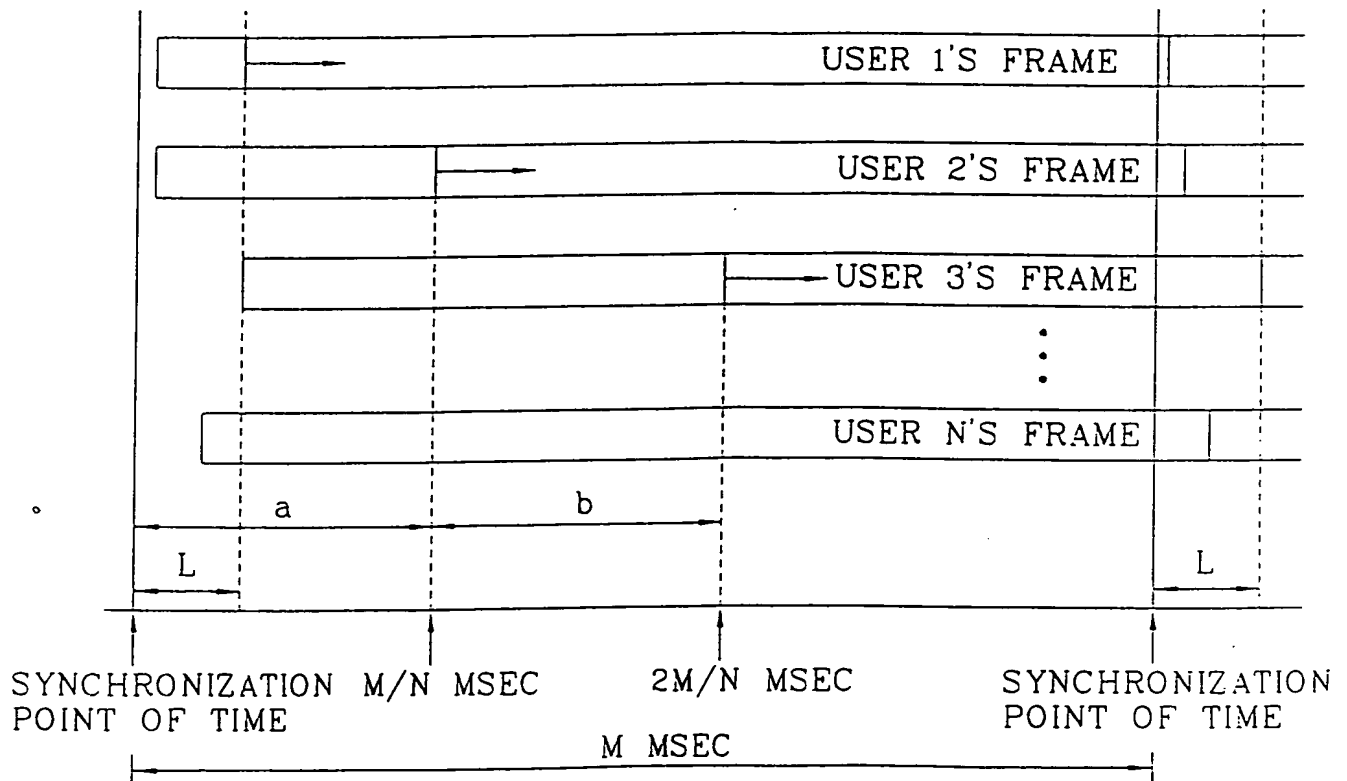 USER 1'S FRAME
USER 2'S FRAME
USER 3'S FRAME
USER N'S FRAME
a
b
L
L
SYNCHRONIZATION
POINT OF TIME
M/N MSEC
2M/N MSEC
SYNCHRONIZATION
POINT OF TIME
M MSEC